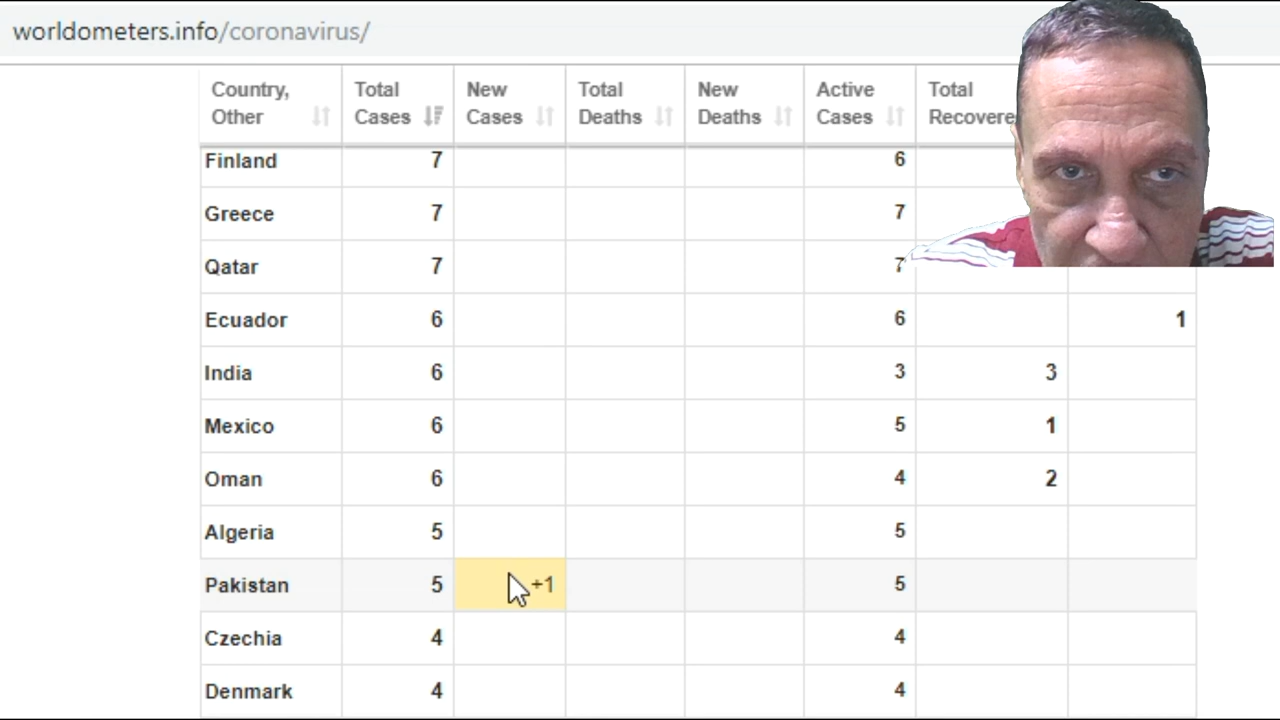 worldometers.info/coronavirus/
Country, Other Total Cases New Cases Total Deaths New Deaths Active Cases Total
Finland 7 6
Greece 7 7
Qatar 7 7
Ecuador 6 6 1
India 6 3 3
Mexico 6 5 1
Oman 6 4 2
Algeria 5 5
Pakistan 5 +1 5
Czechia 4 4
Denmark 4 4